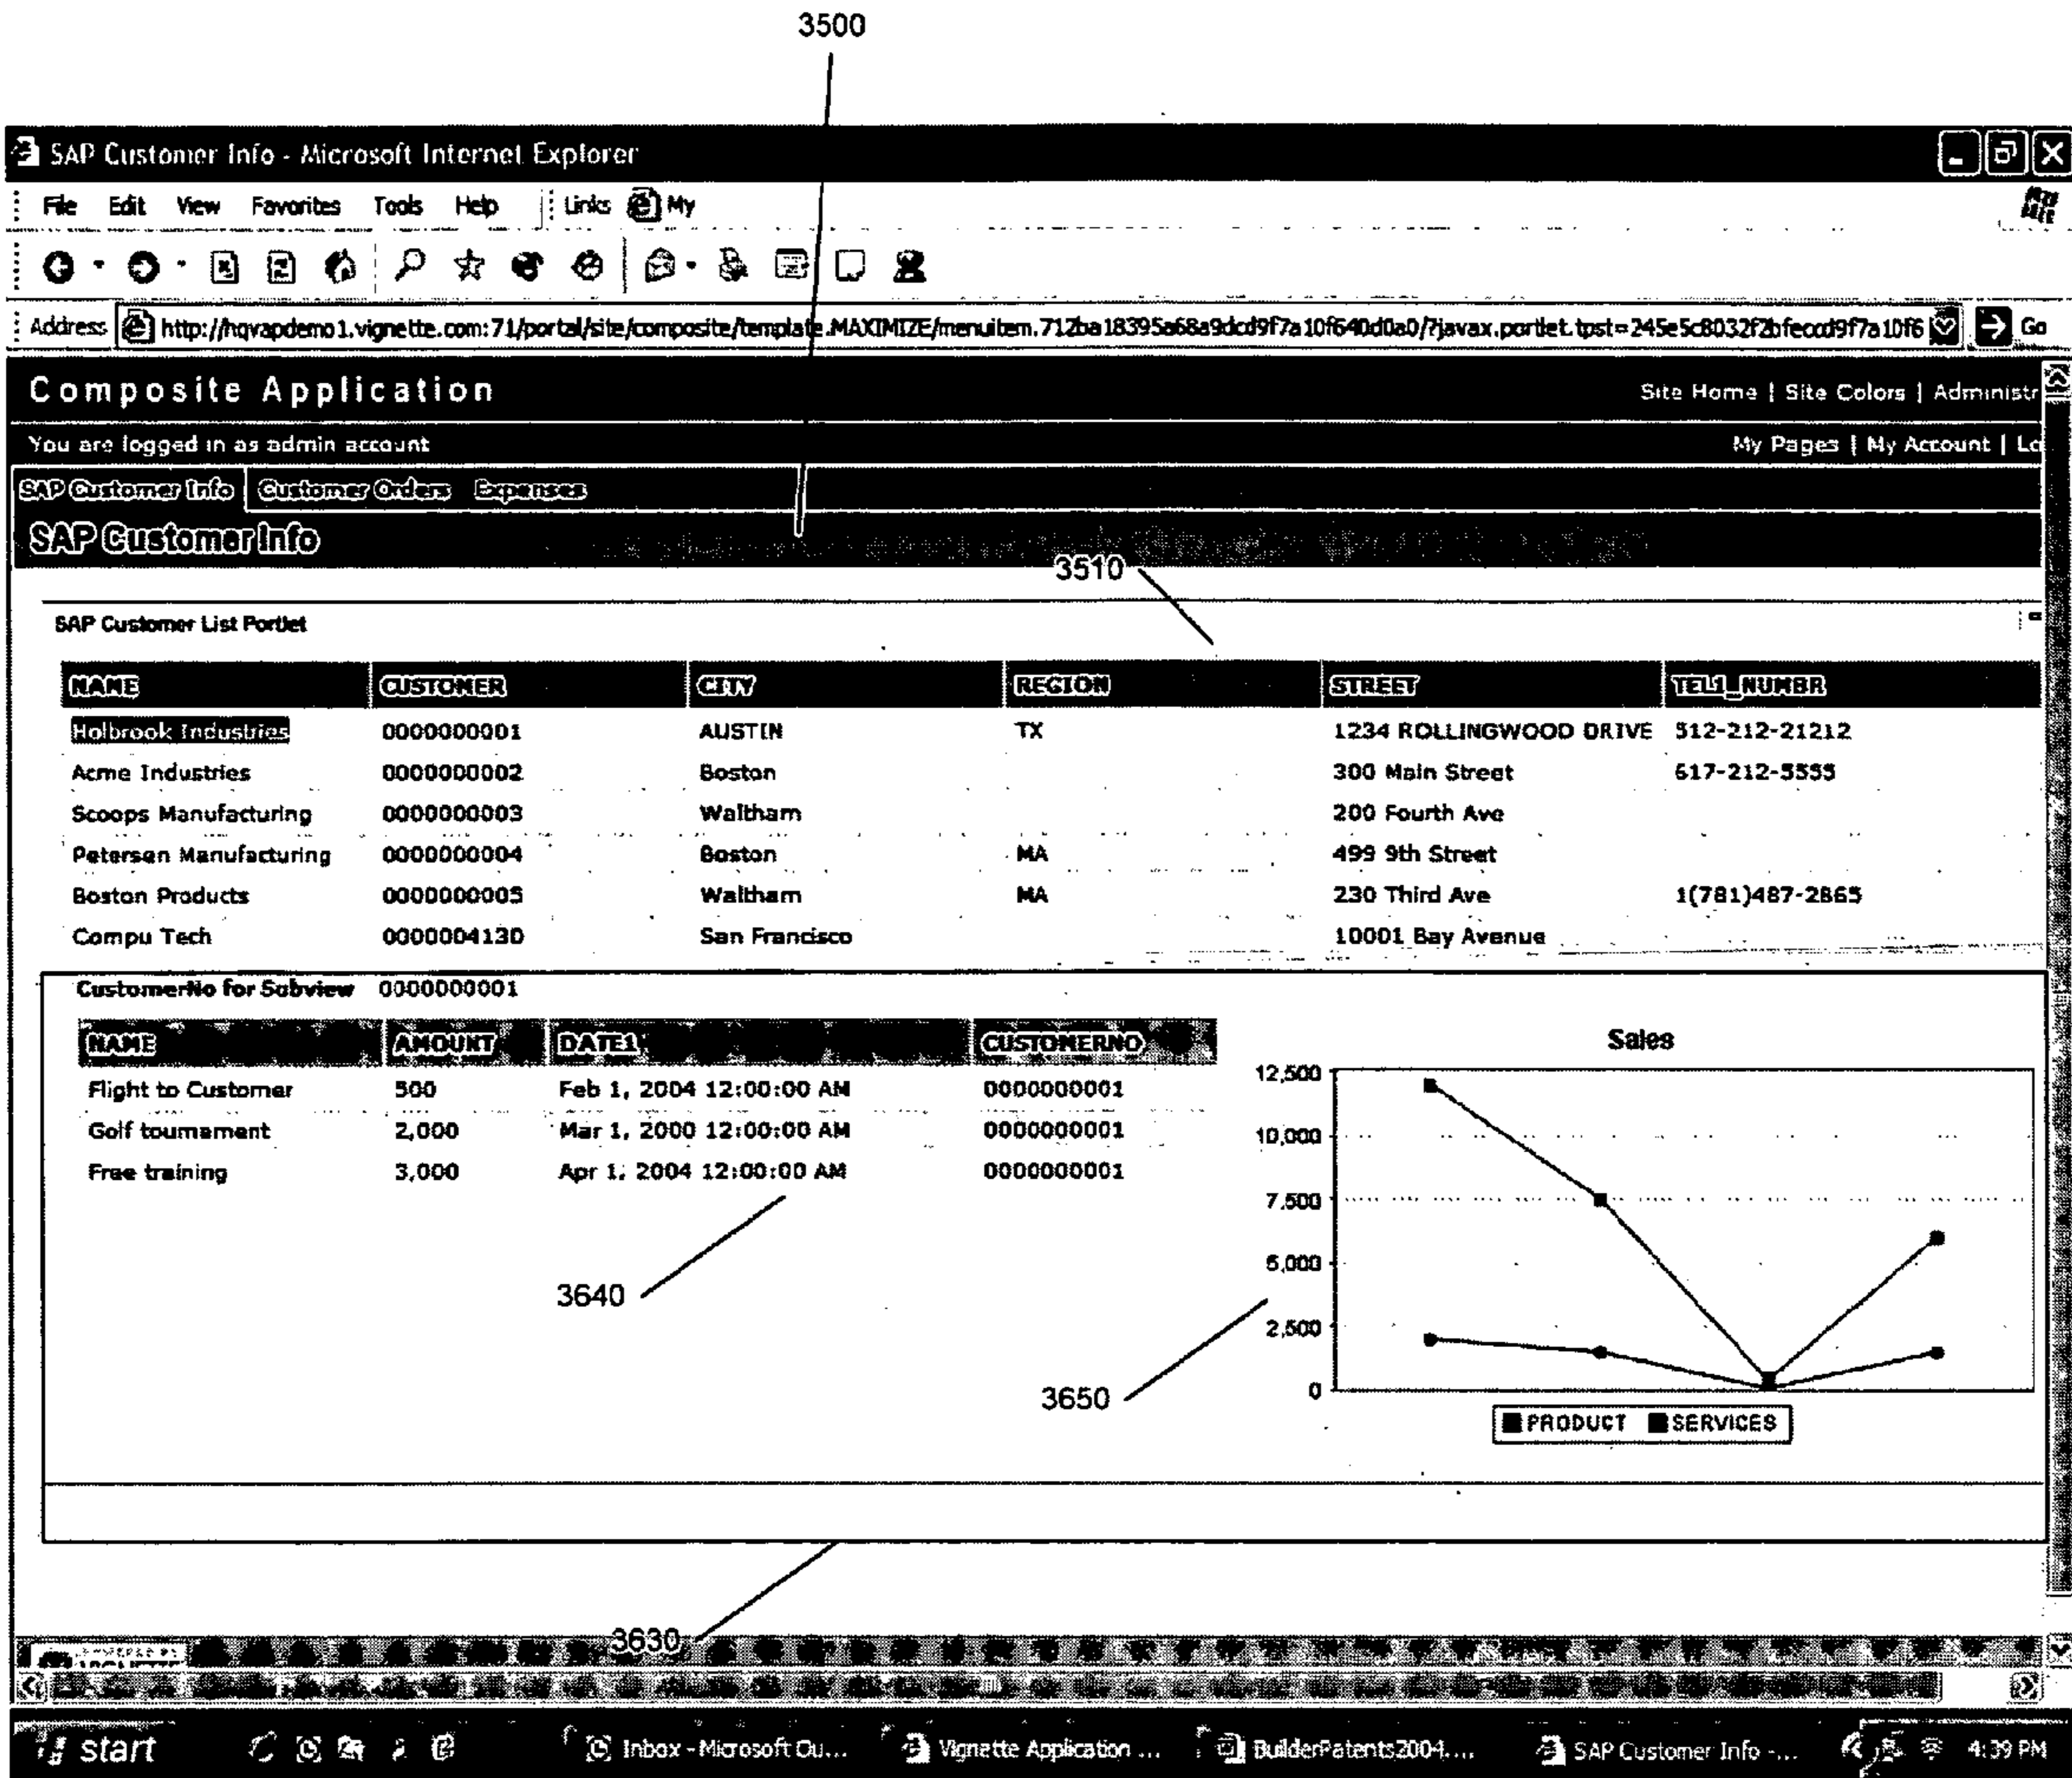 3500
SAP Customer Info - Microsoft Internet Explorer
File Edit View Favorites Tools Help Links My
Address http://hqvapdemo1.vignette.com:71/portal/site/composite/template.MAXIMIZE/menuitem.712ba18395a68a9dcd9f7a10f640d0a0/?javax.portlet.tpst=245e5c8032f2bfeccd9f7a10f6 Go
Composite Application Site Home | Site Colors | Administr
You are logged in as admin account My Pages | My Account | Lo
SAP Customer Info Customer Orders Expenses
SAP Customer Info
3510
SAP Customer List Portlet
NAME CUSTOMER CITY REGION STREET TEL1_NUMBR
Holbrook Industries 0000000001 AUSTIN TX 1234 ROLLINGWOOD DRIVE 512-212-21212
Acme Industries 0000000002 Boston 300 Main Street 617-212-5555
Scoops Manufacturing 0000000003 Waltham 200 Fourth Ave
Petersen Manufacturing 0000000004 Boston MA 499 9th Street
Boston Products 0000000005 Waltham MA 230 Third Ave 1(781)487-2865
Compu Tech 0000004130 San Francisco 10001 Bay Avenue
CustomerNo for Subview 0000000001
NAME AMOUNT DATE1 CUSTOMERNO
Flight to Customer 500 Feb 1, 2004 12:00:00 AM 0000000001
Golf tournament 2,000 Mar 1, 2000 12:00:00 AM 0000000001
Free training 3,000 Apr 1, 2004 12:00:00 AM 0000000001
Sales
12,500
10,000
7,500
5,000
2,500
0
PRODUCT SERVICES
3640
3650
3630
start Inbox - Microsoft Ou... Vignette Application ... BuilderPatents2004.... SAP Customer Info -... 4:39 PM